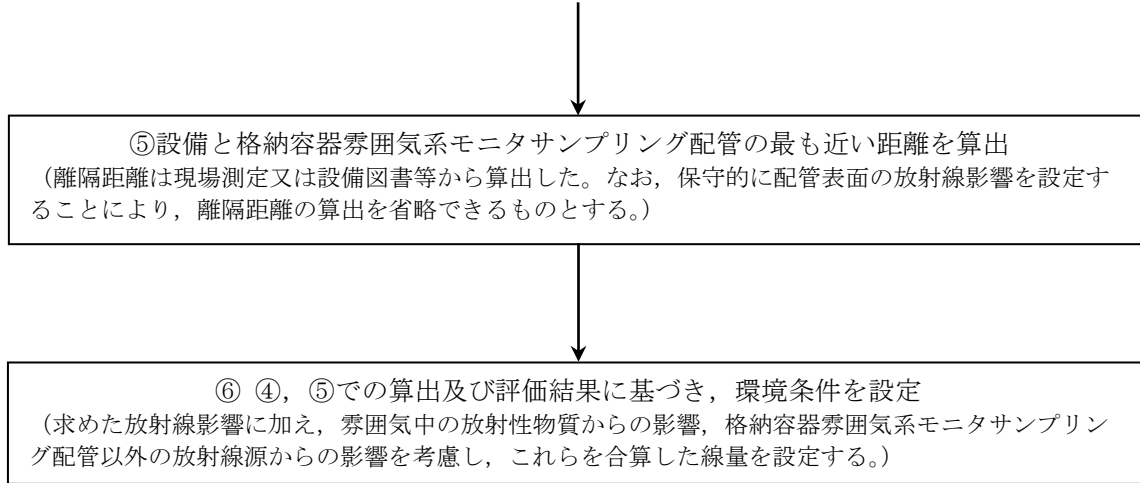 ⑤設備と格納容器雰囲気系モニタサンプリング配管の最も近い距離を算出
（離隔距離は現場測定又は設備図書等から算出した。なお，保守的に配管表面の放射線影響を設定す
ることにより，離隔距離の算出を省略できるものとする。）
⑥ ④，⑤での算出及び評価結果に基づき，環境条件を設定
（求めた放射線影響に加え，雰囲気中の放射性物質からの影響，格納容器雰囲気系モニタサンプリン
グ配管以外の放射線源からの影響を考慮し，これらを合算した線量を設定する。）